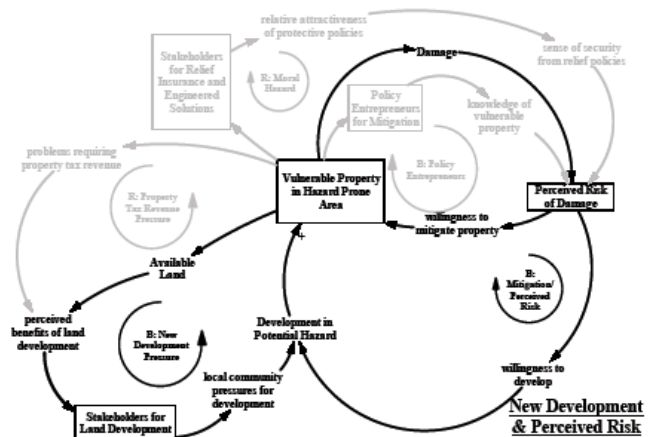 relative attractiveness
of protective policies
Stakeholders
for Relief
Insurance and
Engineered
Solutions
R: Moral
Hazard
Damage
sense of security
from relief policies
Policy
Entrepreneurs
for Mitigation
knowledge of
vulnerable
property
problems requiring
property tax revenue
Vulnerable Property
in Hazard Prone
Area
B: Policy
Entrepreneurs
Perceived Risk
of Damage
R: Property
Tax Revenue
Pressure
willingness to
mitigate property
+
Available
Land
B:
Mitigation/
Perceived
Risk
perceived
benefits of land
development
B: New
Development
Pressure
Development in
Potential Hazard
local community
pressures for
development
willingness to
develop
Stakeholders for
Land Development
New Development
& Perceived Risk